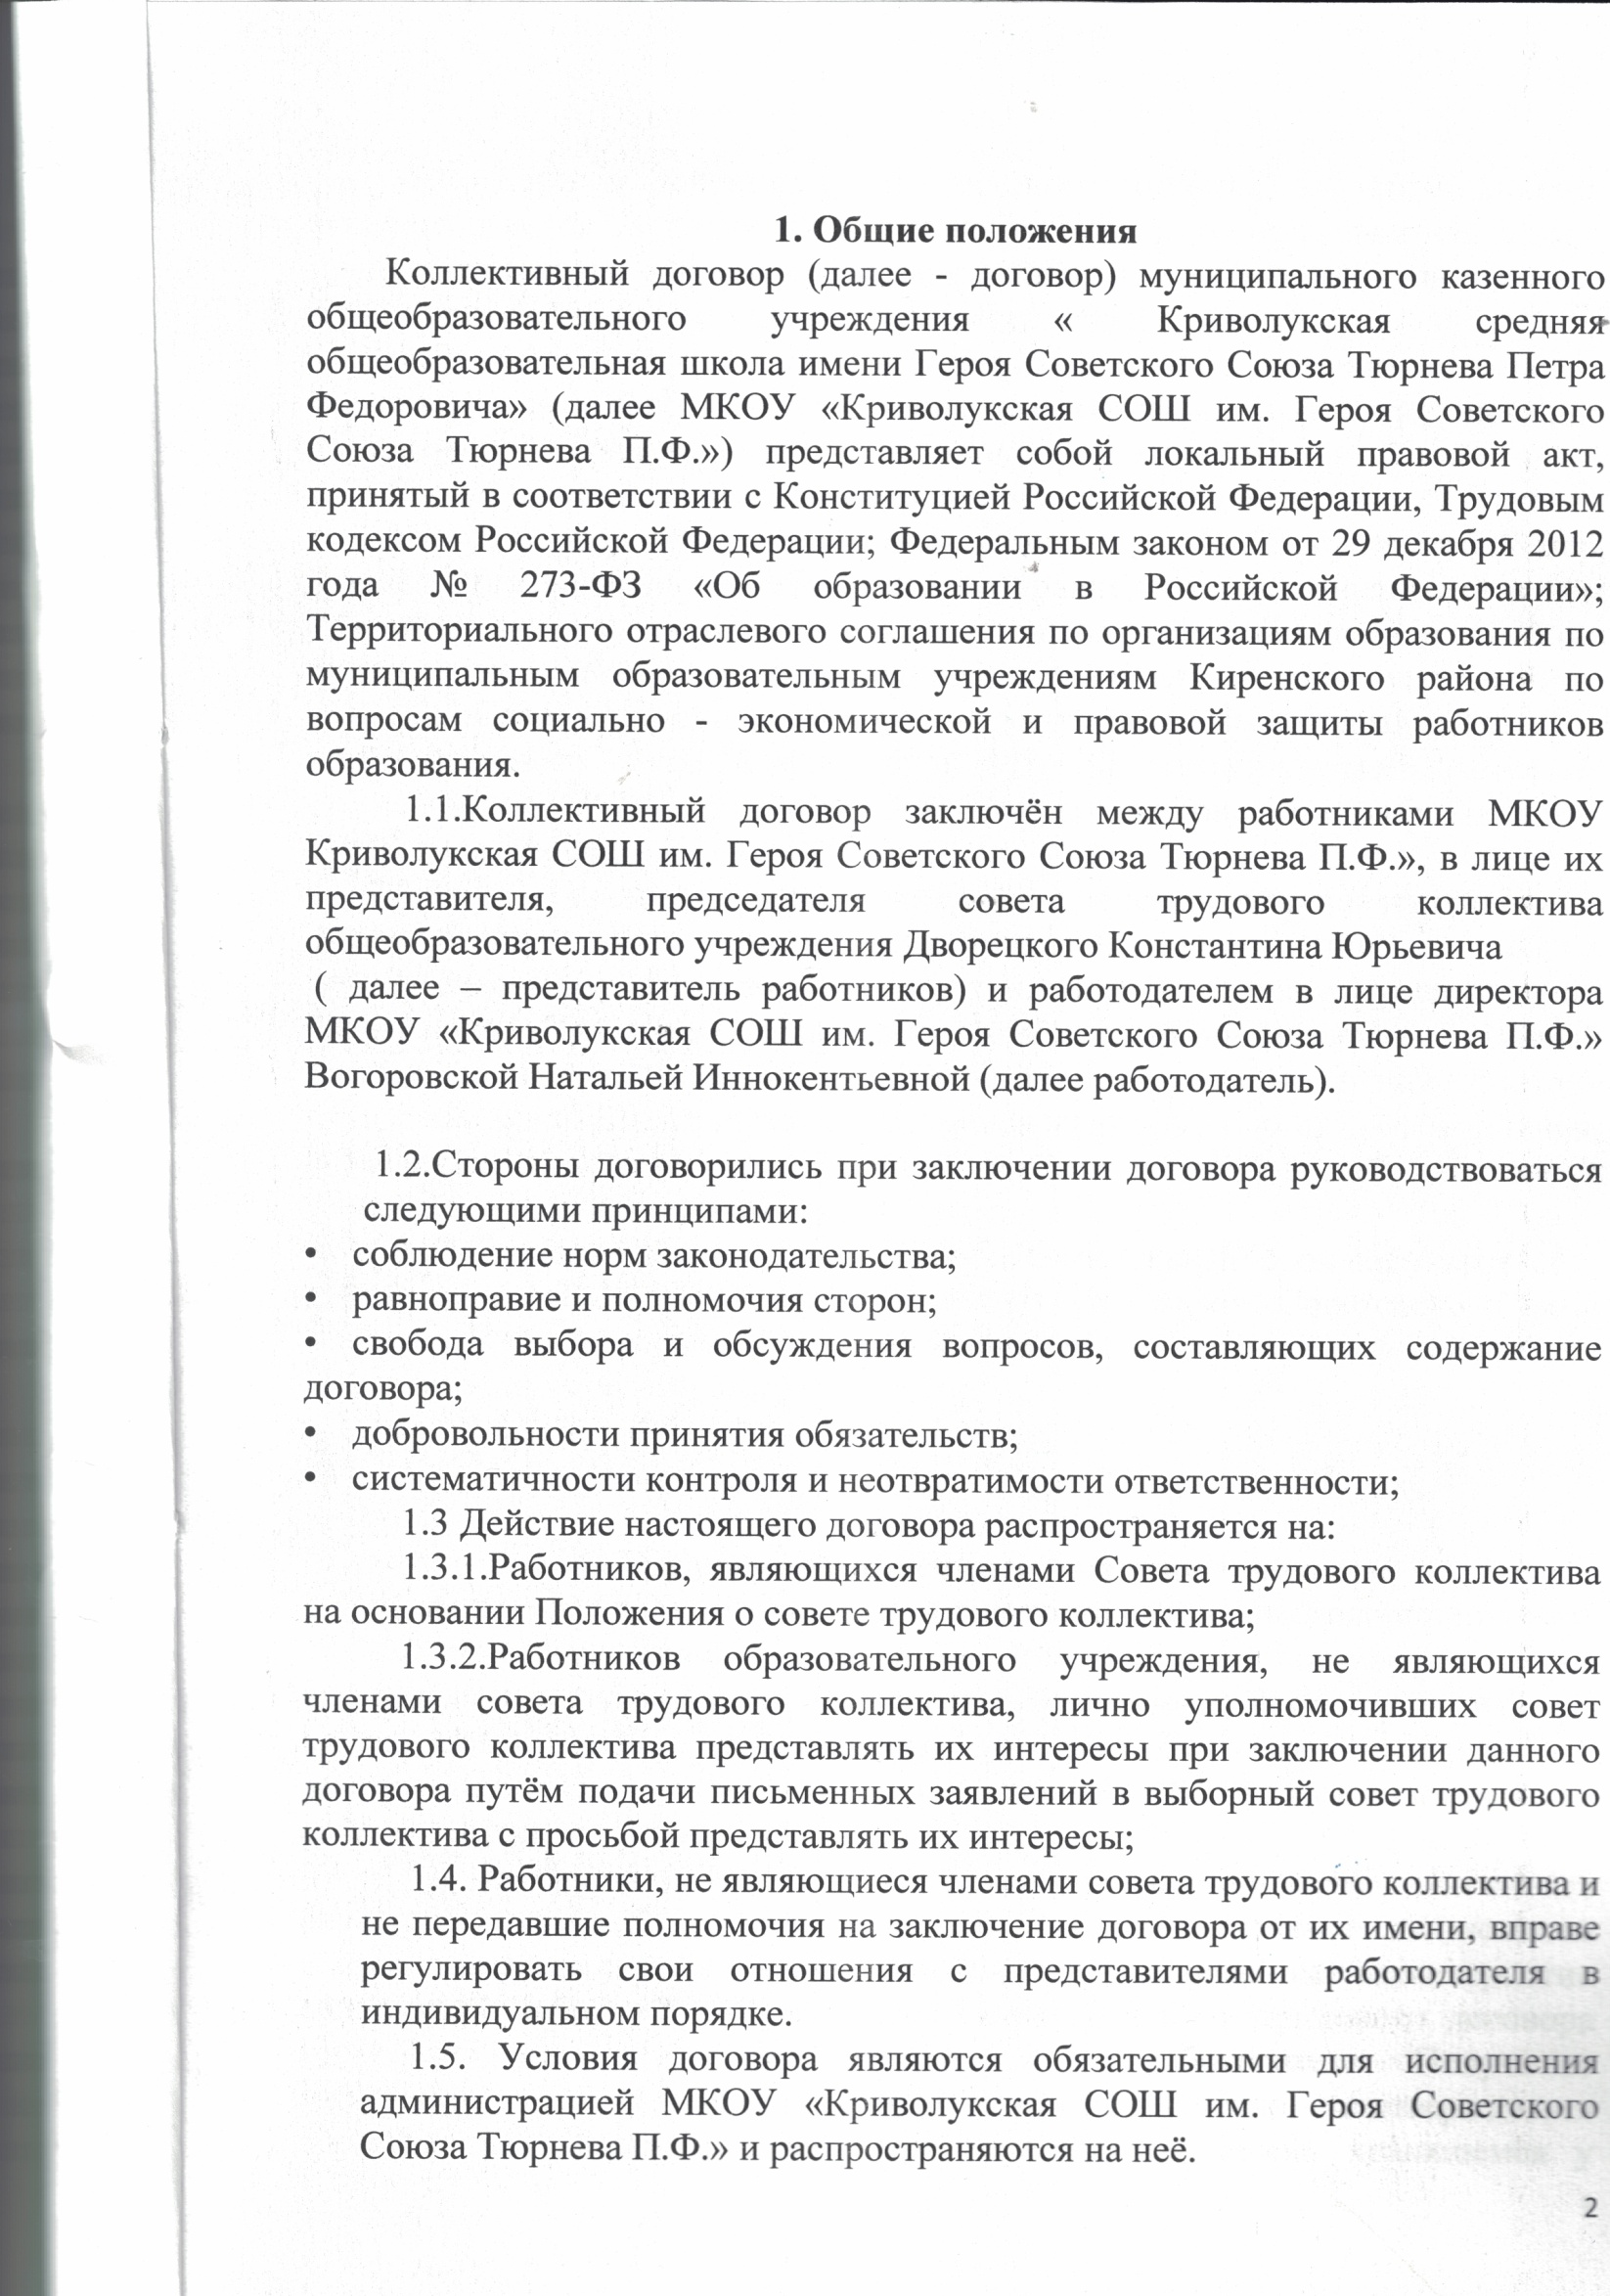 1. Общие положения
Коллективный договор (далее - договор) муниципального казенного
общеобразовательного учреждения « Криволукская средняя
общеобразовательная школа имени Героя Советского Союза Тюрнева Петра
Федоровича» (далее МКОУ «Криволукская СОШ им. Героя Советского
Союза Тюрнева П.Ф.») представляет собой локальный правовой акт,
принятый в соответствии с Конституцией Российской Федерации, Трудовым
кодексом Российской Федерации; Федеральным законом от 29 декабря 2012
года № 273-ФЗ «Об образовании в Российской Федерации»;
Территориального отраслевого соглашения по организациям образования по
муниципальным образовательным учреждениям Киренского района по
вопросам социально - экономической и правовой защиты работников
образования.
1.1.Коллективный договор заключён между работниками МКОУ
Криволукская СОШ им. Героя Советского Союза Тюрнева П.Ф.», в лице их
представителя, председателя совета трудового коллектива
общеобразовательного учреждения Дворецкого Константина Юрьевича
( далее – представитель работников) и работодателем в лице директора
МКОУ «Криволукская СОШ им. Героя Советского Союза Тюрнева П.Ф.»
Вогоровской Натальей Иннокентьевной (далее работодатель).
1.2.Стороны договорились при заключении договора руководствоваться
следующими принципами:
• соблюдение норм законодательства;
• равноправие и полномочия сторон;
• свобода выбора и обсуждения вопросов, составляющих содержание
договора;
• добровольности принятия обязательств;
• систематичности контроля и неотвратимости ответственности;
1.3 Действие настоящего договора распространяется на:
1.3.1.Работников, являющихся членами Совета трудового коллектива
на основании Положения о совете трудового коллектива;
1.3.2.Работников образовательного учреждения, не являющихся
членами совета трудового коллектива, лично уполномочивших совет
трудового коллектива представлять их интересы при заключении данного
договора путём подачи письменных заявлений в выборный совет трудового
коллектива с просьбой представлять их интересы;
1.4. Работники, не являющиеся членами совета трудового коллектива и
не передавшие полномочия на заключение договора от их имени, вправе
регулировать свои отношения с представителями работодателя в
индивидуальном порядке.
1.5. Условия договора являются обязательными для исполнения
администрацией МКОУ «Криволукская СОШ им. Героя Советского
Союза Тюрнева П.Ф.» и распространяются на неё.
2